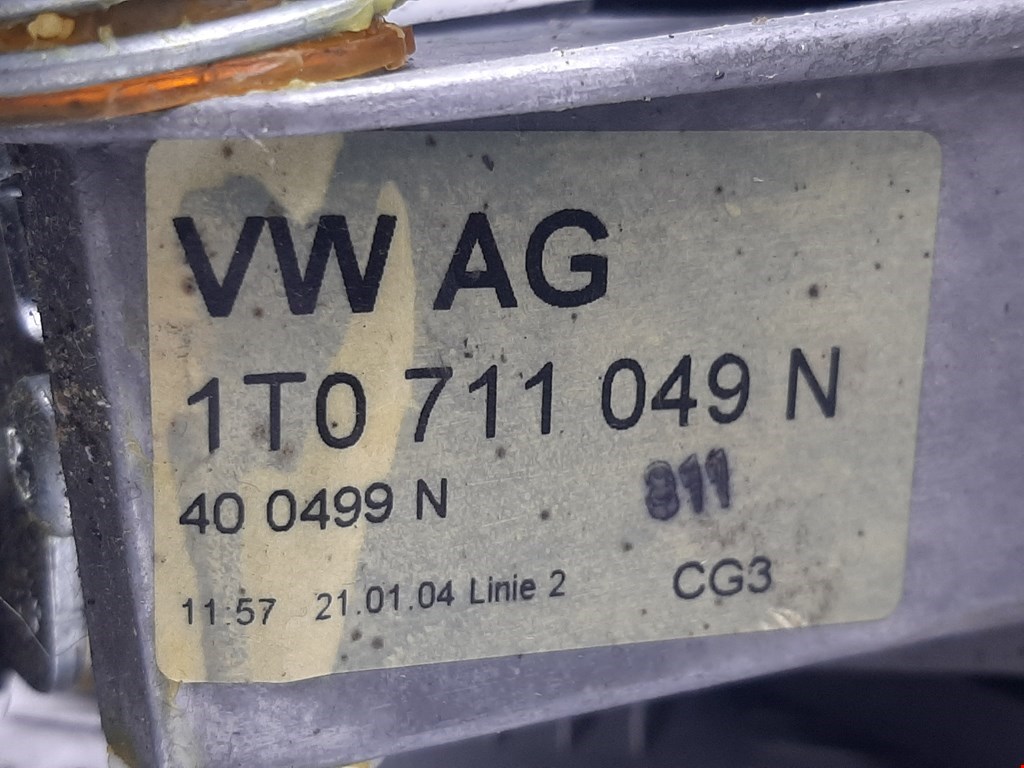 VW AG
1T0 711 049 N
40 0499 N 811
11:57 21.01.04 Linie 2 CG3